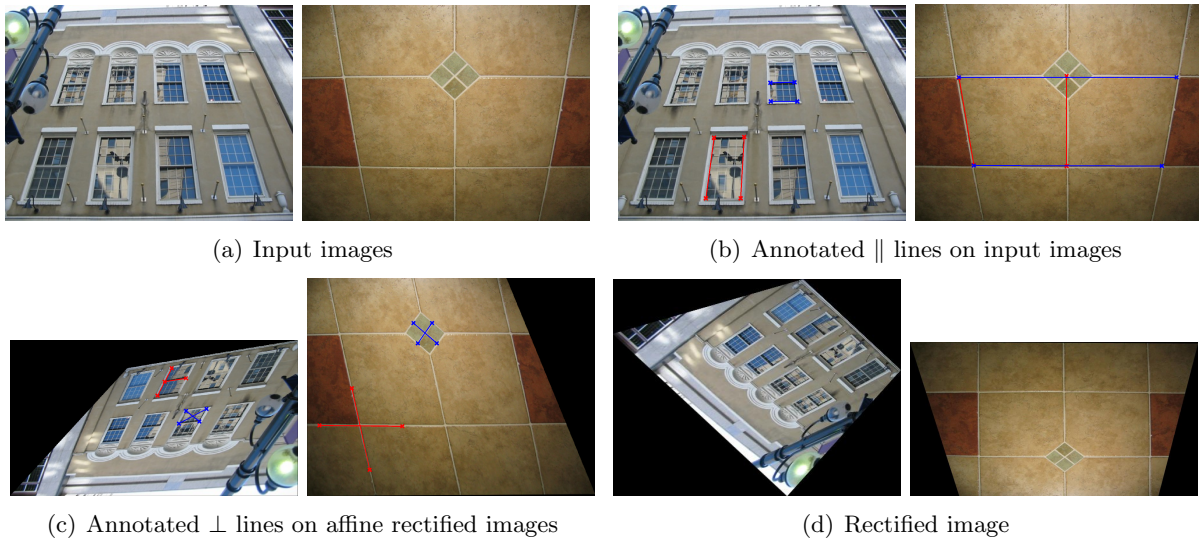 (a) Input images
(b) Annotated ∥ lines on input images
(c) Annotated ⊥ lines on affine rectified images
(d) Rectified image